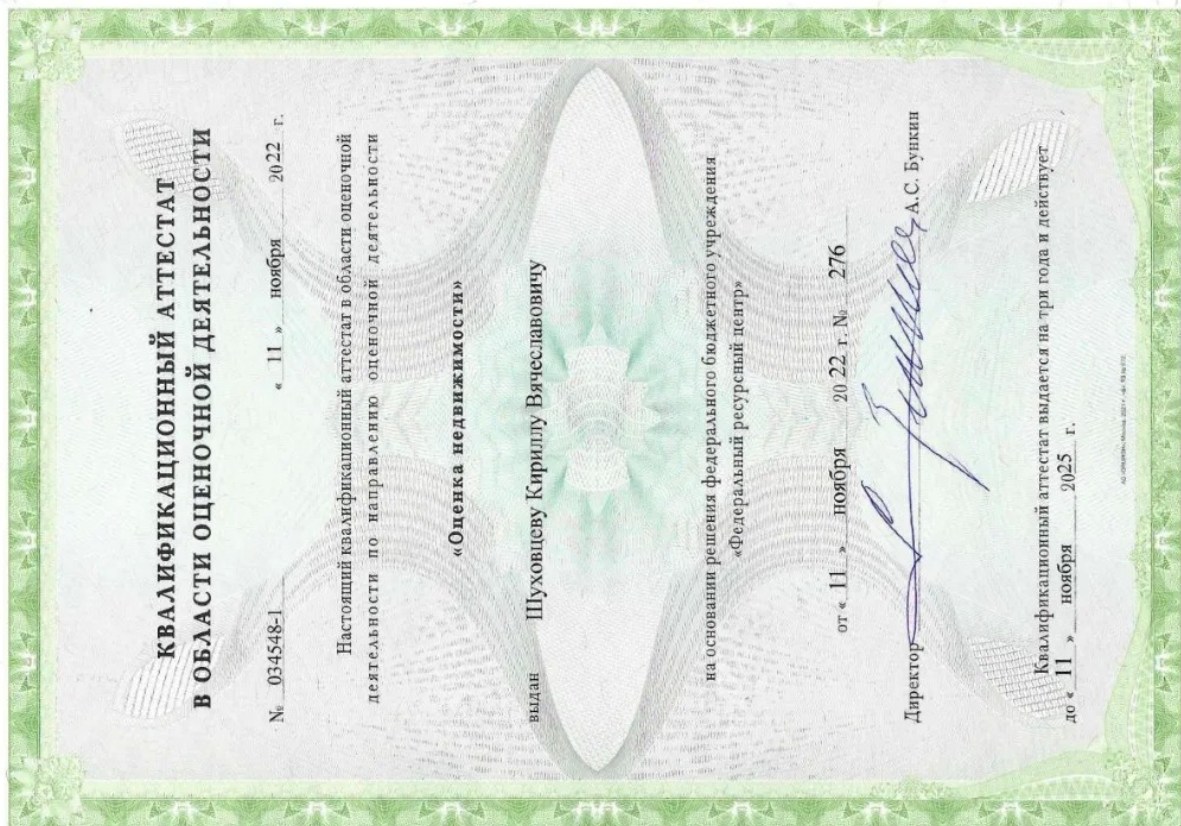 КВАЛИФИКАЦИОННЫЙ АТТЕСТАТ
В ОБЛАСТИ ОЦЕНОЧНОЙ ДЕЯТЕЛЬНОСТИ
№ 034548-1 « 11 » ноября 2022 г.
Настоящий квалификационный аттестат в области оценочной
деятельности по направлению оценочной деятельности
«Оценка недвижимости»
выдан Шуховцеву Кириллу Вячеславовичу
на основании решения федерального бюджетного учреждения
«Федеральный ресурсный центр»
от « 11 » ноября 20 22 г. № 276
Директор А.С. Бункин
Квалификационный аттестат выдается на три года и действует
до « 11 » ноября 2025 г.